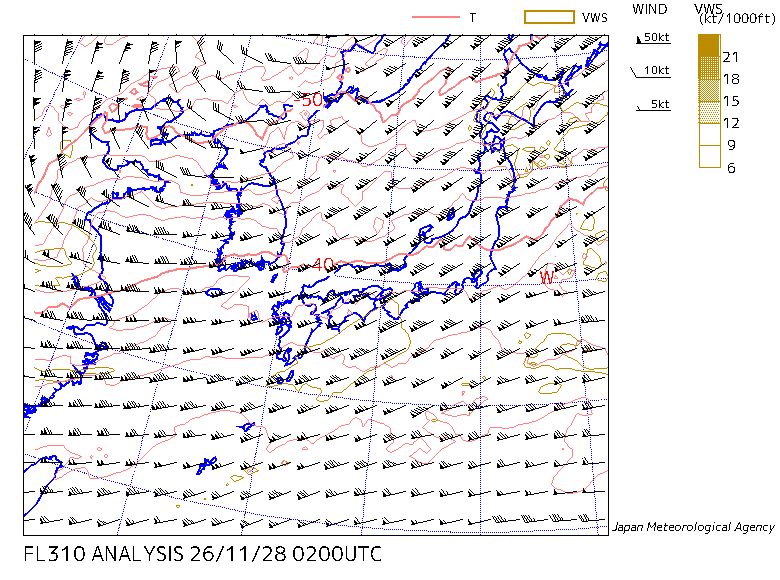 T
VWS
WIND
VWS
(kt/1000ft)
50kt
10kt
5kt
21
18
15
12
9
6
-50
-40
W
Japan Meteorological Agency
FL310 ANALYSIS 26/11/28 0200UTC